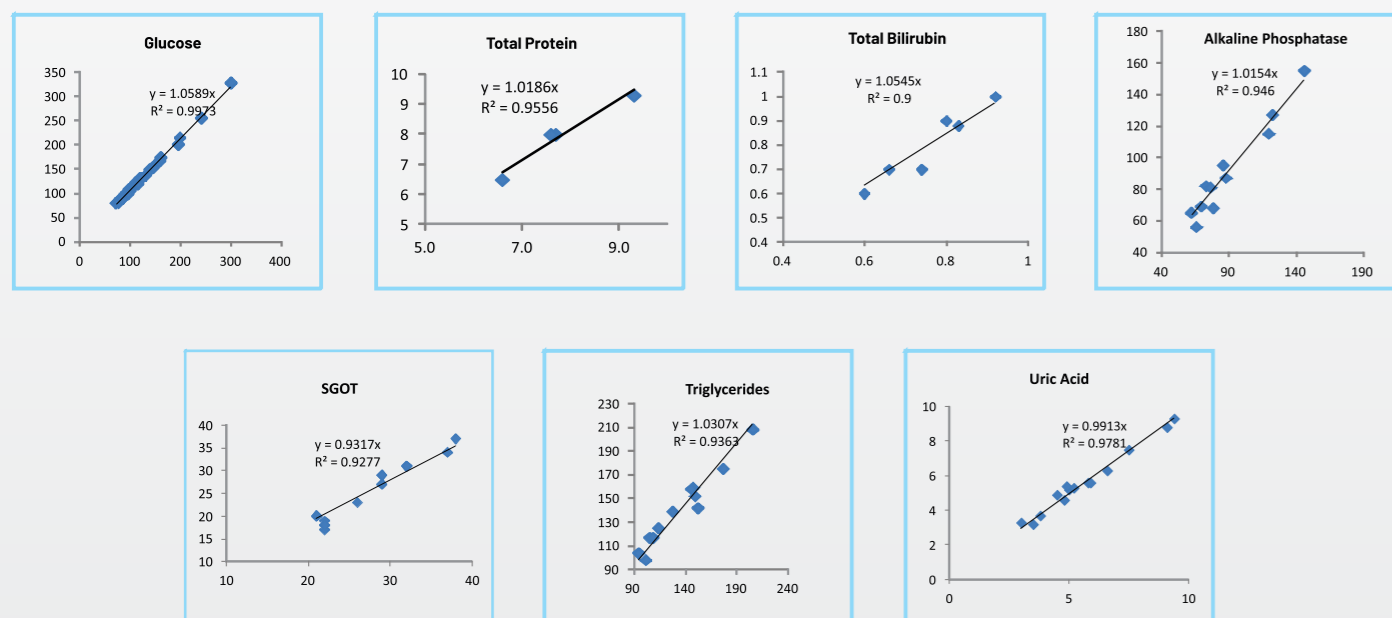 Glucose
y = 1.0589x
R² = 0.9973
350
300
250
200
150
100
50
0
0 100 200 300 400
Total Protein
y = 1.0186x
R² = 0.9556
10
9
8
7
6
5
5.0 7.0 9.0
Total Bilirubin
y = 1.0545x
R² = 0.9
1.1
1
0.9
0.8
0.7
0.6
0.5
0.4
0.4 0.6 0.8 1
Alkaline Phosphatase
y = 1.0154x
R² = 0.946
180
160
140
120
100
80
60
40
40 90 140 190
SGOT
y = 0.9317x
R² = 0.9277
40
35
30
25
20
15
10
10 20 30 40
Triglycerides
y = 1.0307x
R² = 0.9363
230
210
190
170
150
130
110
90
90 140 190 240
Uric Acid
y = 0.9913x
R² = 0.9781
10
8
6
4
2
0
0 5 10